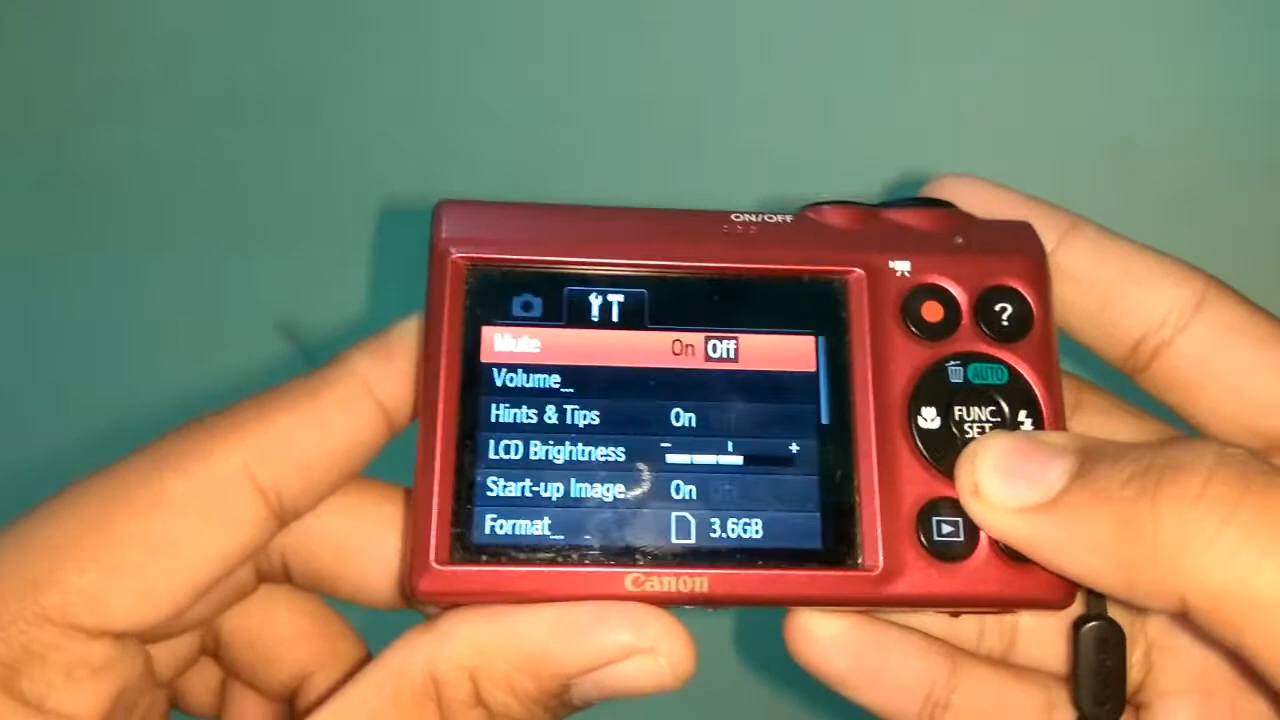 ON/OFF
Mute On Off
Volume...
Hints & Tips On
LCD Brightness - +
Start-up Image On
Format... 3.6GB
Canon
?
AUTO
FUNC.
SET